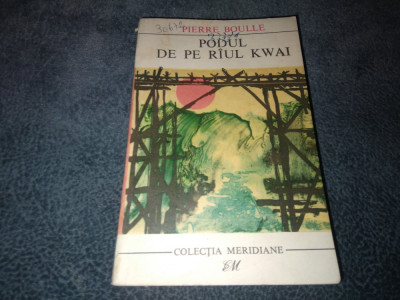 PIERRE BOULLE
PODUL
DE PE RÎUL KWAI
COLECȚIA MERIDIANE
EM